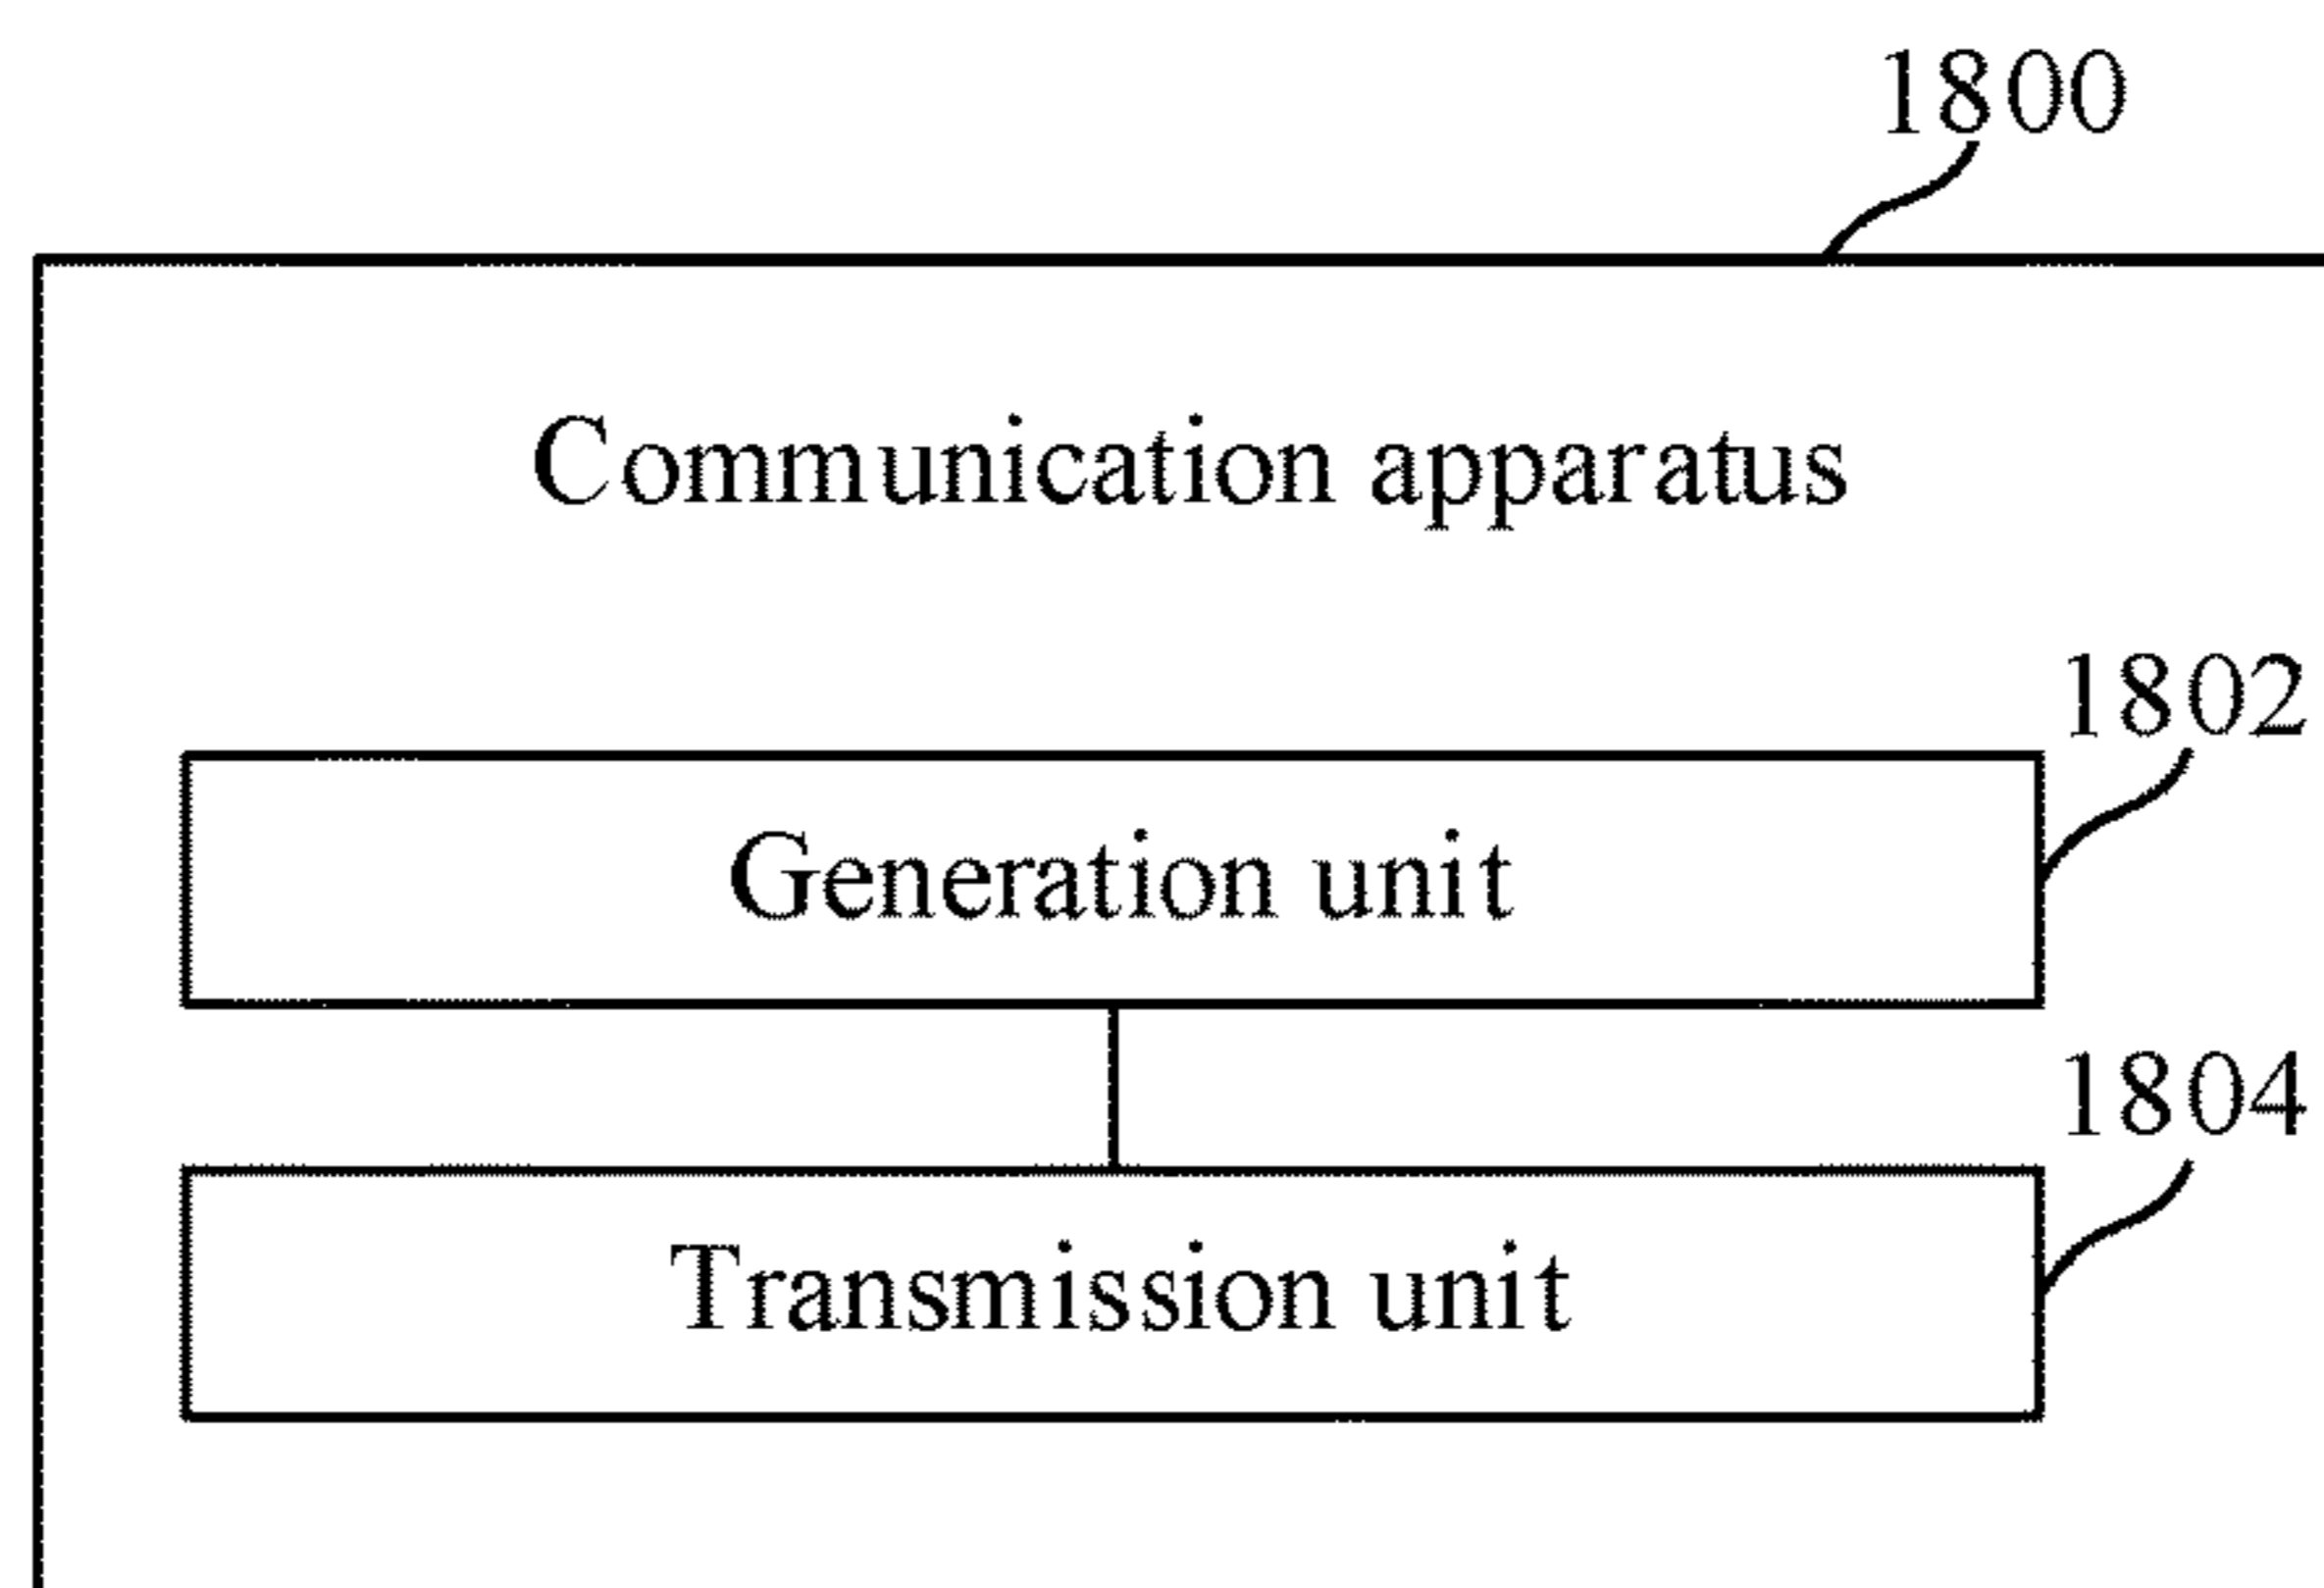 1800
Communication apparatus
1802
Generation unit
1804
Transmission unit